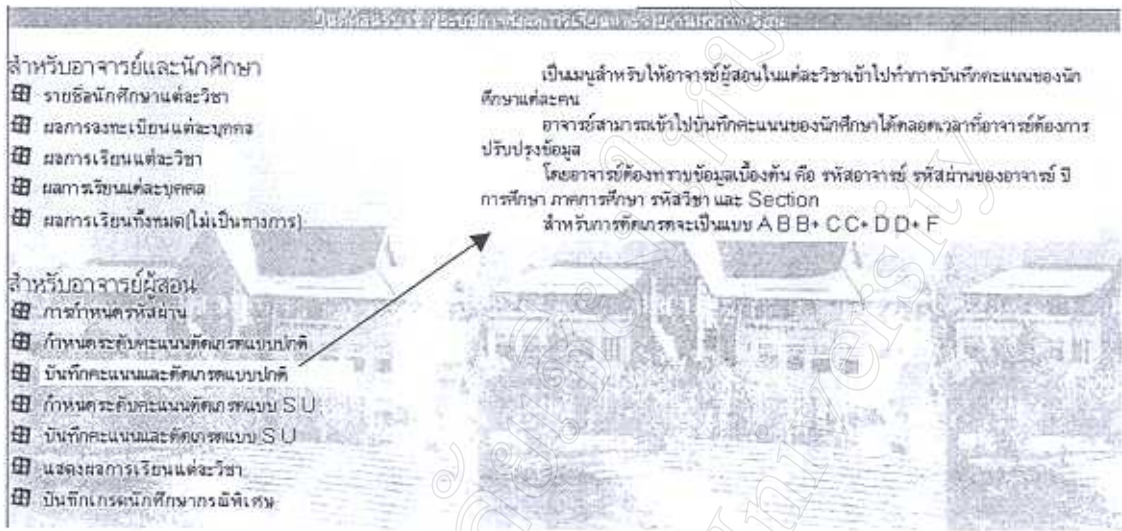 สำหรับอาจารย์และนักศึกษา
รายชื่อนักศึกษาแต่ละวิชา
ผลการลงทะเบียนแต่ละบุคคล
ผลการเรียนแต่ละวิชา
ผลการเรียนแต่ละบุคคล
ผลการเรียนทั้งหมด(ไม่เป็นทางการ)
สำหรับอาจารย์ผู้สอน
การกำหนดรหัสผ่าน
กำหนดระดับคะแนนตัดเกรดแบบปกติ
บันทึกคะแนนและตัดเกรดแบบปกติ
กำหนดระดับคะแนนตัดเกรดแบบ S U
บันทึกคะแนนและตัดเกรดแบบ S U
แสดงผลการเรียนแต่ละวิชา
บันทึกเกรดนักศึกษากรณีพิเศษ
เป็นเมนูสำหรับให้อาจารย์ผู้สอนในแต่ละวิชาเข้าไปทำการบันทึกคะแนนของนัก
ศึกษาแต่ละคน
อาจารย์สามารถเข้าไปบันทึกคะแนนของนักศึกษาได้ตลอดเวลาที่อาจารย์ต้องการ
ปรับปรุงข้อมูล
โดยอาจารย์ต้องทราบข้อมูลเบื้องต้น คือ รหัสอาจารย์ รหัสผ่านของอาจารย์ ปี
การศึกษา ภาคการศึกษา รหัสวิชา และ Section
สำหรับการตัดเกรดจะเป็นแบบ A B B+ C C+ D D+ F